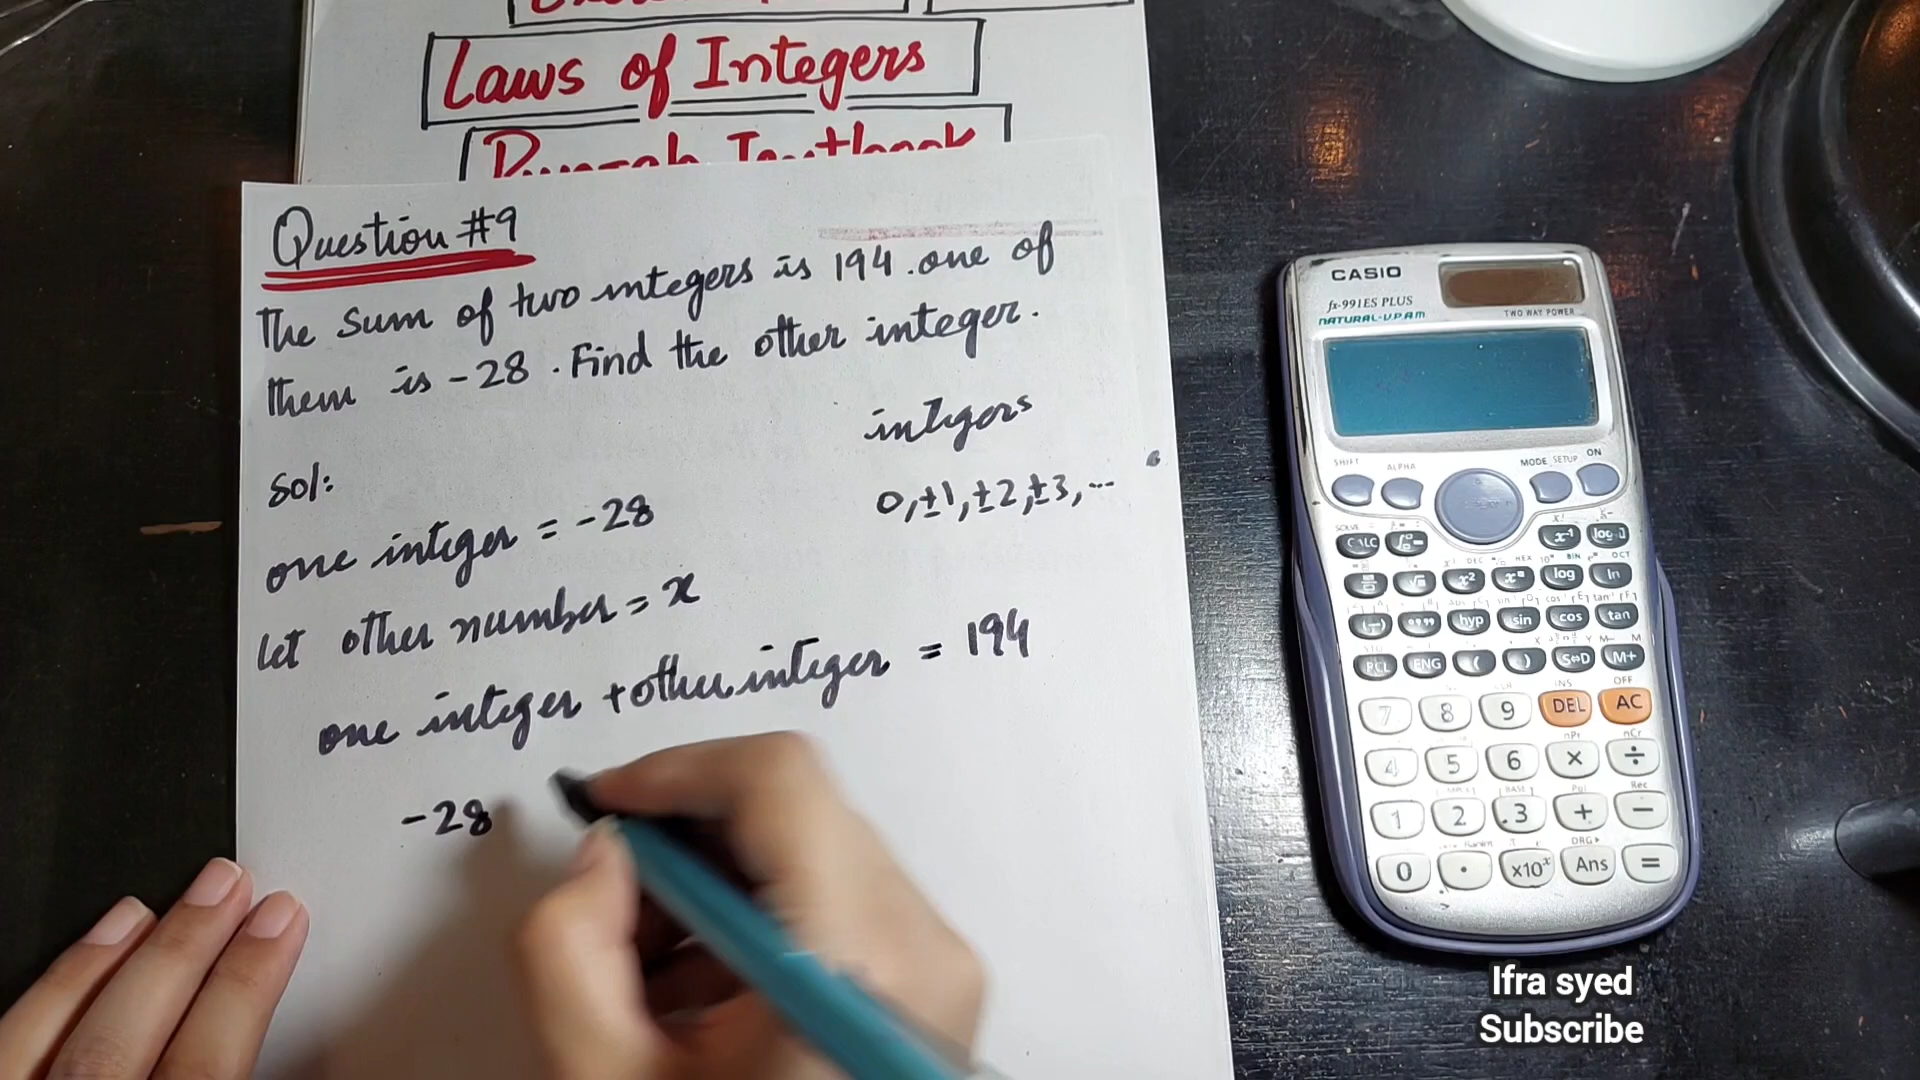 Laws of Integers
Punjab Textbook
Question #9
The sum of two integers is 194. one of
them is -28. Find the other integer.
integers
0, ±1, ±2, ±3, ...
Sol:
one integer = -28
let other number = x
one integer + other integer = 194
-28
CASIO
fx-991ES PLUS
NATURAL-V.P.A.M.
TWO WAY POWER
SHIFT ALPHA MODE SETUP ON
CALC x⁻¹
x² log ln
hyp sin cos tan
RCL ENG ( ) S⇔D M+
7 8 9 DEL AC
4 5 6 × ÷
1 2 3 + −
0 . ×10ˣ Ans =
Ifra syed
Subscribe